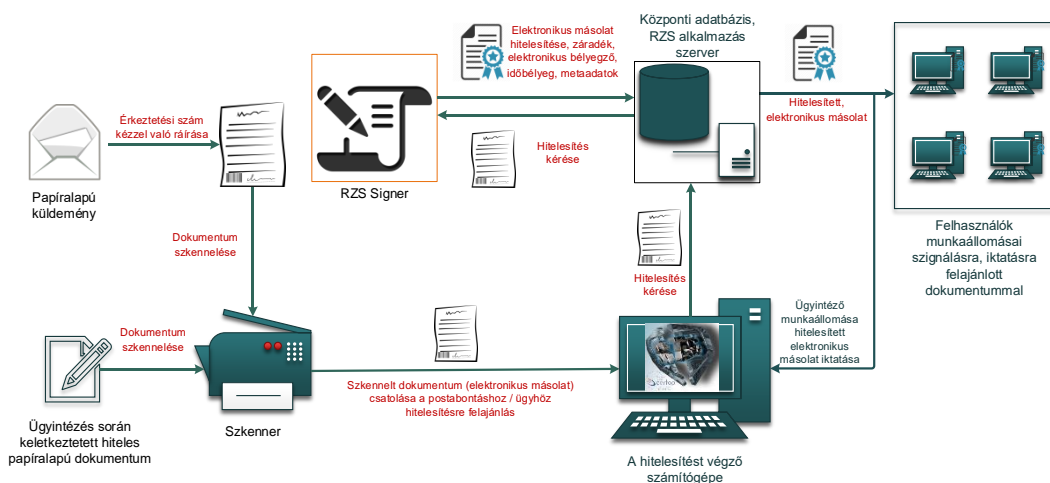 Elektronikus másolat
hitelesítése, záradék,
elektronikus bélyegző,
időbélyeg, metaadatok
Központi adatbázis,
RZS alkalmazás
szerver
Érkeztetési szám
kézzel való ráírása
Hitelesítés
kérése
Hitelesített,
elektronikus másolat
Papíralapú
küldemény
RZS Signer
Dokumentum
szkennelése
Hitelesítés
kérése
Felhasználók
munkaállomásai
szignálásra, iktatásra
felajánlott
dokumentummal
Ügyintéző
munkaállomása
hitelesített
elektronikus
másolat iktatása
Dokumentum
szkennelése
Szkennelt dokumentum (elektronikus másolat)
csatolása a postabontáshoz / ügyhöz
hitelesítésre felajánlás
Ügyintézés során
keletkeztetett hiteles
papíralapú dokumentum
Szkenner
A hitelesítést végző
számítógépe